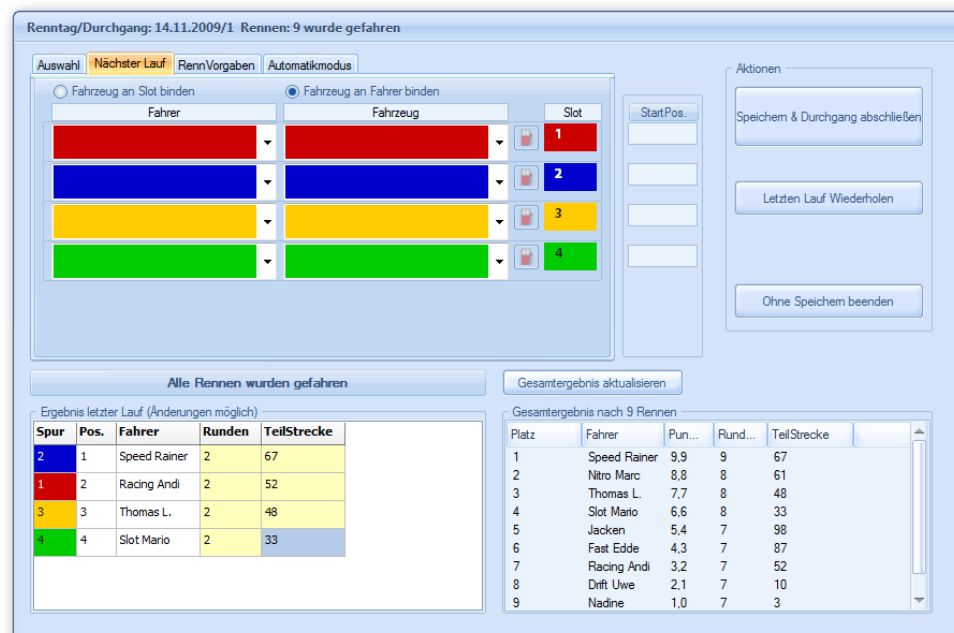 Renntag/Durchgang: 14.11.2009/1 Rennen: 9 wurde gefahren
Auswahl Nächster Lauf RennVorgaben Automatikmodus
Fahrzeug an Slot binden Fahrzeug an Fahrer binden
Fahrer Fahrzeug Slot StartPos.
1
2
3
4
Aktionen
Speichern & Durchgang abschließen
Letzten Lauf Wiederholen
Ohne Speichern beenden
Alle Rennen wurden gefahren
Gesamtergebnis aktualisieren
Ergebnis letzter Lauf (Änderungen möglich)
Spur Pos. Fahrer Runden TeilStrecke
2 1 Speed Rainer 2 67
1 2 Racing Andi 2 52
3 3 Thomas L. 2 48
4 4 Slot Mario 2 33
Gesamtergebnis nach 9 Rennen
Platz Fahrer Pun... Rund... TeilStrecke
1 Speed Rainer 9,9 9 67
2 Nitro Marc 8,8 8 61
3 Thomas L. 7,7 8 48
4 Slot Mario 6,6 8 33
5 Jacken 5,4 7 98
6 Fast Edde 4,3 7 87
7 Racing Andi 3,2 7 52
8 Drift Uwe 2,1 7 10
9 Nadine 1,0 7 3